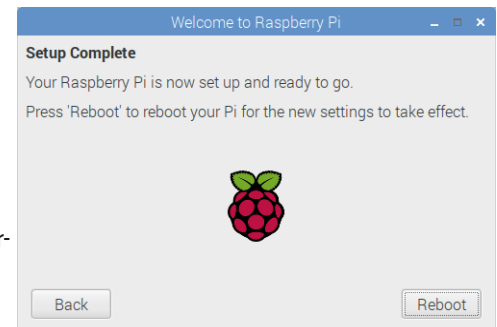 Welcome to Raspberry Pi
Setup Complete
Your Raspberry Pi is now set up and ready to go.
Press 'Reboot' to reboot your Pi for the new settings to take effect.
r-
Back Reboot